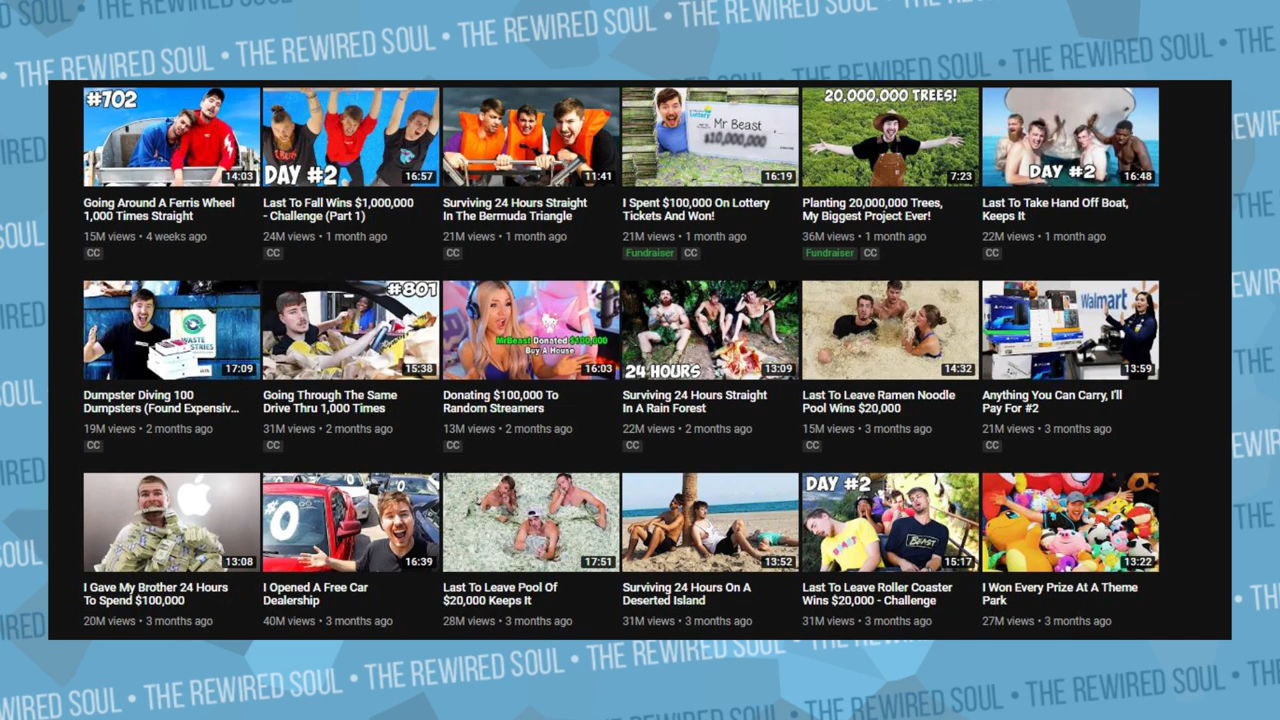 THE REWIRED SOUL • THE REWIRED SOUL • THE REWIRED SOUL • THE REWIRED SOUL
#702
14:03
DAY #2
16:57
11:41
Lottery
Mr Beast
$10,000,000
16:19
20,000,000 TREES!
7:23
DAY #2
16:48
Going Around A Ferris Wheel
1,000 Times Straight
15M views • 4 weeks ago
CC
Last To Fall Wins $1,000,000
- Challenge (Part 1)
24M views • 1 month ago
CC
Surviving 24 Hours Straight
In The Bermuda Triangle
21M views • 1 month ago
CC
I Spent $100,000 On Lottery
Tickets And Won!
21M views • 1 month ago
Fundraiser CC
Planting 20,000,000 Trees,
My Biggest Project Ever!
36M views • 1 month ago
Fundraiser CC
Last To Take Hand Off Boat,
Keeps It
22M views • 1 month ago
CC
WASTE
17:09
#801
15:38
MrBeast Donated $100,000
Buy A House
16:03
24 HOURS
13:09
14:32
Walmart
13:59
Dumpster Diving 100
Dumpsters (Found Expensiv...
19M views • 2 months ago
CC
Going Through The Same
Drive Thru 1,000 Times
31M views • 2 months ago
CC
Donating $100,000 To
Random Streamers
13M views • 2 months ago
CC
Surviving 24 Hours Straight
In A Rain Forest
22M views • 2 months ago
CC
Last To Leave Ramen Noodle
Pool Wins $20,000
15M views • 3 months ago
CC
Anything You Can Carry, I'll
Pay For #2
21M views • 3 months ago
CC
13:08
$0
16:39
17:51
13:52
DAY #2
BEAST
15:17
13:22
I Gave My Brother 24 Hours
To Spend $100,000
20M views • 3 months ago
I Opened A Free Car
Dealership
40M views • 3 months ago
Last To Leave Pool Of
$20,000 Keeps It
28M views • 3 months ago
Surviving 24 Hours On A
Deserted Island
31M views • 3 months ago
Last To Leave Roller Coaster
Wins $20,000 - Challenge
31M views • 3 months ago
I Won Every Prize At A Theme
Park
27M views • 3 months ago
SOUL • THE REWIRED SOUL • THE REWIRED SOUL • THE REWIRED SOUL
THE REWIRED SOUL • THE REWIRED SOUL • THE